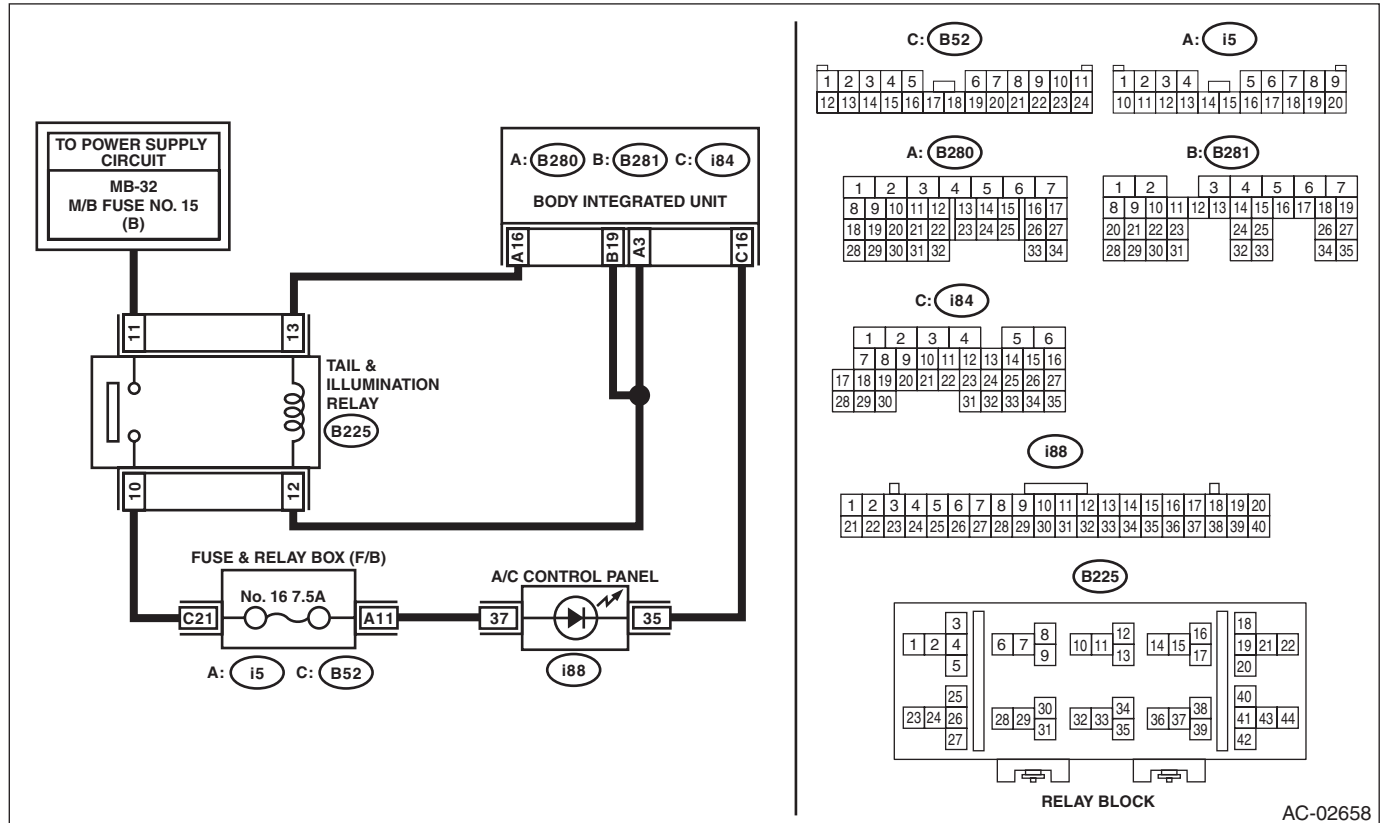 TO POWER SUPPLY
CIRCUIT
MB-32
M/B FUSE NO. 15
(B)
A: B280 B: B281 C: i84
BODY INTEGRATED UNIT
A16
B19
A3
C16
11
13
TAIL &
ILLUMINATION
RELAY
B225
10
12
FUSE & RELAY BOX (F/B)
No. 16 7.5A
C21
A11
A: i5 C: B52
A/C CONTROL PANEL
37
35
i88
C: B52
1 2 3 4 5 6 7 8 9 10 11
12 13 14 15 16 17 18 19 20 21 22 23 24
A: i5
1 2 3 4 5 6 7 8 9
10 11 12 13 14 15 16 17 18 19 20
A: B280
1 2 3 4 5 6 7
8 9 10 11 12 13 14 15 16 17
18 19 20 21 22 23 24 25 26 27
28 29 30 31 32 33 34
B: B281
1 2 3 4 5 6 7
8 9 10 11 12 13 14 15 16 17 18 19
20 21 22 23 24 25 26 27
28 29 30 31 32 33 34 35
C: i84
1 2 3 4 5 6
7 8 9 10 11 12 13 14 15 16
17 18 19 20 21 22 23 24 25 26 27
28 29 30 31 32 33 34 35
i88
1 2 3 4 5 6 7 8 9 10 11 12 13 14 15 16 17 18 19 20
21 22 23 24 25 26 27 28 29 30 31 32 33 34 35 36 37 38 39 40
B225
3 18
8 12 16
1 2 4 6 7 10 11 14 15 19 21 22
9 13 17
5 20
25 40
30 34 38
23 24 26 28 29 32 33 36 37 41 43 44
31 35 39
27 42
RELAY BLOCK
AC-02658